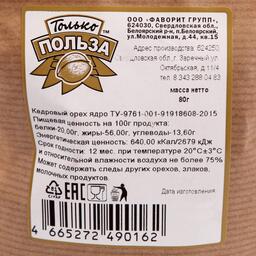 Только
ПОЛЬЗА
ООО «ФАВОРИТ ГРУПП»,
624030, Свердловская обл.,
Белоярский р-н, п.Белоярский,
ул.Молодежная, д.44, кв.15
Адрес производства: 624250,
Свердловская обл., г. Заречный ул.
Октябрьская, д.11/4
тел. 8 343 288 04 83
масса нетто
80г
Кедровый орех ядро ТУ-9761-001-91918608-2015
Пищевая ценность на 100г продукта:
белки-20,00г, жиры-56,00г, углеводы-13,60г
Энергетическая ценность: 640,00 кКал/2679 кДж
Срок годности: 12 мес. при температуре 20°С±3°С
и относительной влажности воздуха не более 75%
Может содержать следы других орехов, злаков,
молочных продуктов.
EAC
Дата изготовления:
4 665272 490162